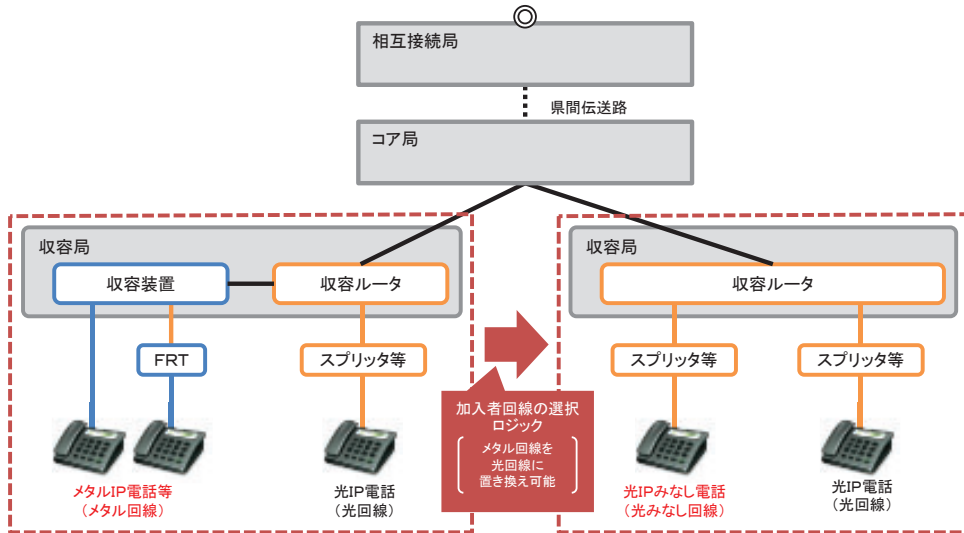 相互接続局
県間伝送路
コア局
収容局
収容装置
収容ルータ
FRT
スプリッタ等
メタルIP電話等
(メタル回線)
光IP電話
(光回線)
加入者回線の選択
ロジック
メタル回線を
光回線に
置き換え可能
収容局
収容ルータ
スプリッタ等
スプリッタ等
光IPみなし電話
(光みなし回線)
光IP電話
(光回線)